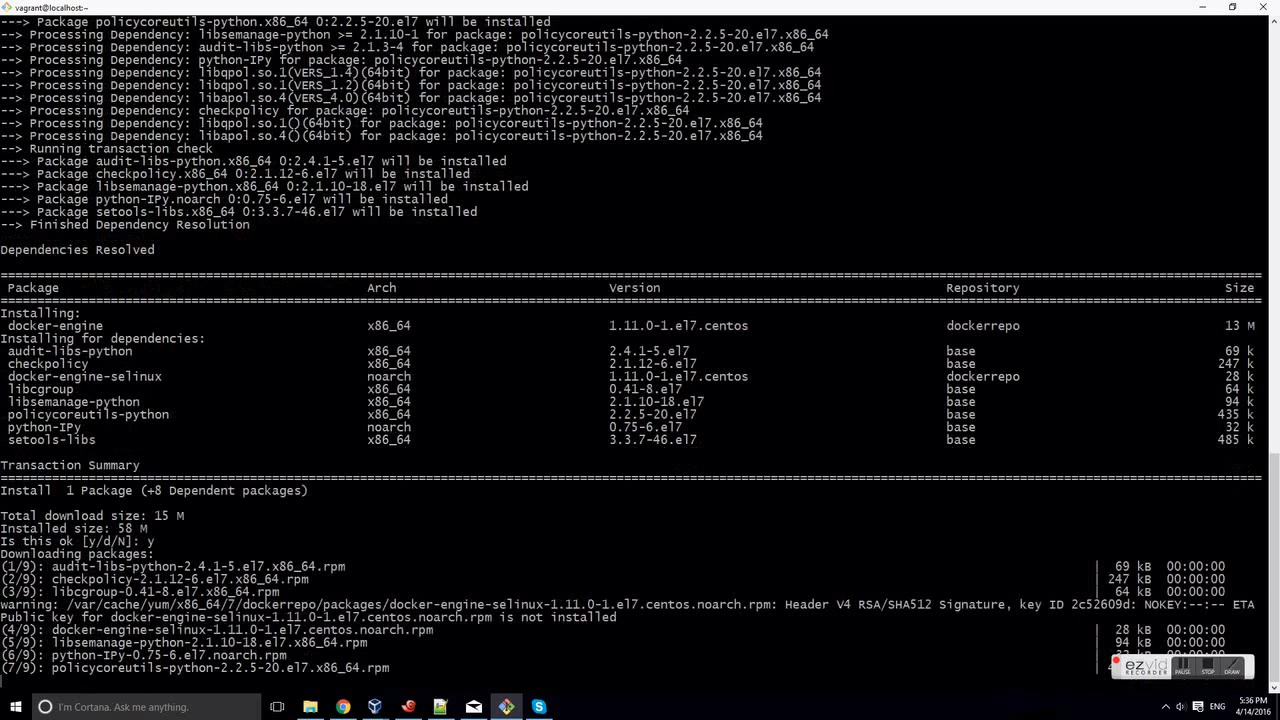 vagrant@localhost:~
---> Package policycoreutils-python.x86_64 0:2.2.5-20.el7 will be installed
--> Processing Dependency: libsemanage-python >= 2.1.10-1 for package: policycoreutils-python-2.2.5-20.el7.x86_64
--> Processing Dependency: audit-libs-python >= 2.1.3-4 for package: policycoreutils-python-2.2.5-20.el7.x86_64
--> Processing Dependency: python-IPy for package: policycoreutils-python-2.2.5-20.el7.x86_64
--> Processing Dependency: libqpol.so.1(VERS_1.4)(64bit) for package: policycoreutils-python-2.2.5-20.el7.x86_64
--> Processing Dependency: libqpol.so.1(VERS_1.2)(64bit) for package: policycoreutils-python-2.2.5-20.el7.x86_64
--> Processing Dependency: libapol.so.4(VERS_4.0)(64bit) for package: policycoreutils-python-2.2.5-20.el7.x86_64
--> Processing Dependency: checkpolicy for package: policycoreutils-python-2.2.5-20.el7.x86_64
--> Processing Dependency: libqpol.so.1()(64bit) for package: policycoreutils-python-2.2.5-20.el7.x86_64
--> Processing Dependency: libapol.so.4()(64bit) for package: policycoreutils-python-2.2.5-20.el7.x86_64
--> Running transaction check
---> Package audit-libs-python.x86_64 0:2.4.1-5.el7 will be installed
---> Package checkpolicy.x86_64 0:2.1.12-6.el7 will be installed
---> Package libsemanage-python.x86_64 0:2.1.10-18.el7 will be installed
---> Package python-IPy.noarch 0:0.75-6.el7 will be installed
---> Package setools-libs.x86_64 0:3.3.7-46.el7 will be installed
--> Finished Dependency Resolution
Dependencies Resolved
Package Arch Version Repository Size
Installing:
docker-engine x86_64 1.11.0-1.el7.centos dockerrepo 13 M
Installing for dependencies:
audit-libs-python x86_64 2.4.1-5.el7 base 69 k
checkpolicy x86_64 2.1.12-6.el7 base 247 k
docker-engine-selinux noarch 1.11.0-1.el7.centos dockerrepo 28 k
libcgroup x86_64 0.41-8.el7 base 64 k
libsemanage-python x86_64 2.1.10-18.el7 base 94 k
policycoreutils-python x86_64 2.2.5-20.el7 base 435 k
python-IPy noarch 0.75-6.el7 base 32 k
setools-libs x86_64 3.3.7-46.el7 base 485 k
Transaction Summary
Install 1 Package (+8 Dependent packages)
Total download size: 15 M
Installed size: 58 M
Is this ok [y/d/N]: y
Downloading packages:
(1/9): audit-libs-python-2.4.1-5.el7.x86_64.rpm | 69 kB 00:00:00
(2/9): checkpolicy-2.1.12-6.el7.x86_64.rpm | 247 kB 00:00:00
(3/9): libcgroup-0.41-8.el7.x86_64.rpm | 64 kB 00:00:00
warning: /var/cache/yum/x86_64/7/dockerrepo/packages/docker-engine-selinux-1.11.0-1.el7.centos.noarch.rpm: Header V4 RSA/SHA512 Signature, key ID 2c52609d: NOKEY:--:-- ETA
Public key for docker-engine-selinux-1.11.0-1.el7.centos.noarch.rpm is not installed
(4/9): docker-engine-selinux-1.11.0-1.el7.centos.noarch.rpm | 28 kB 00:00:00
(5/9): libsemanage-python-2.1.10-18.el7.x86_64.rpm | 94 kB 00:00:00
(6/9): python-IPy-0.75-6.el7.noarch.rpm
(7/9): policycoreutils-python-2.2.5-20.el7.x86_64.rpm
ezvid
RECORDER
PAUSE STOP DRAW
I'm Cortana. Ask me anything.
ENG
5:36 PM
4/14/2016